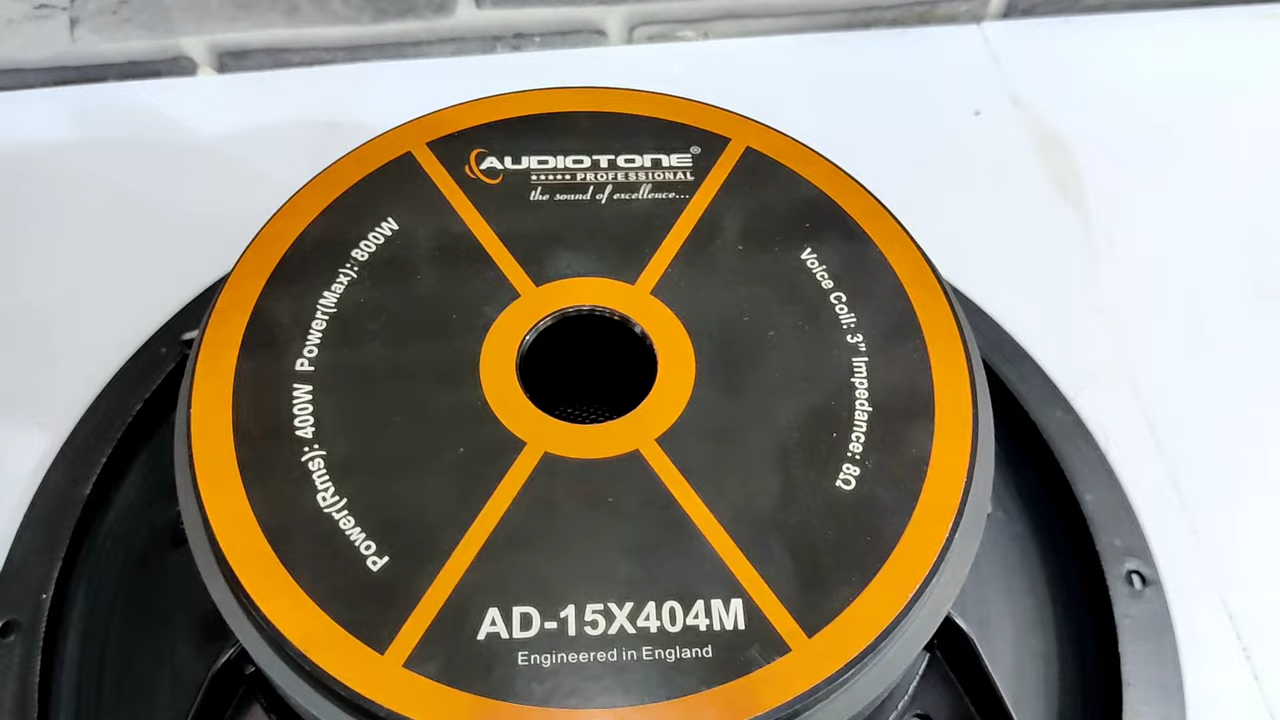 AUDIOTONE®
★★★★★ PROFESSIONAL
the sound of excellence...
Power(Rms): 400W Power(Max): 800W
Voice Coil: 3" Impedance: 8Ω
AD-15X404M
Engineered in England